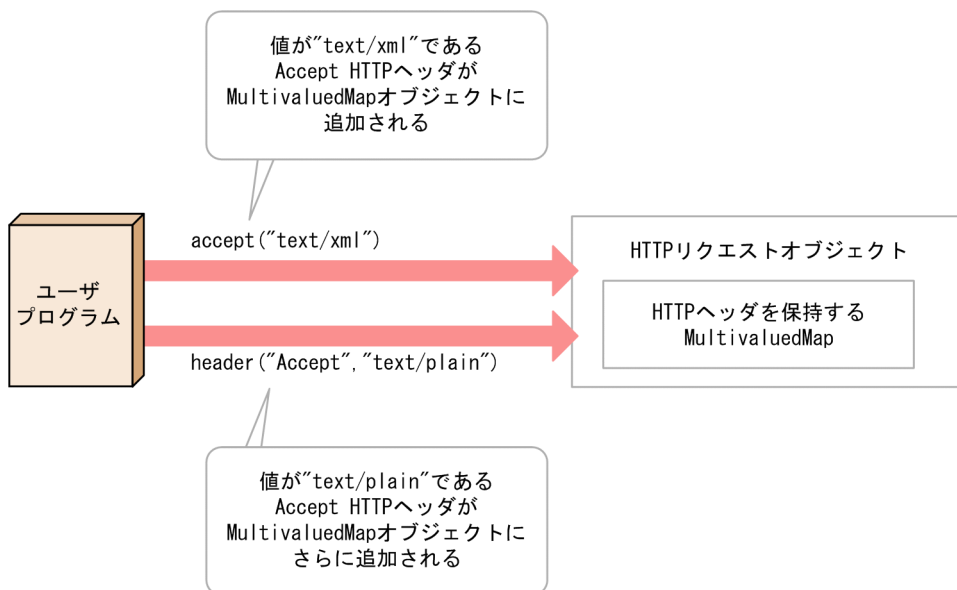 値が"text/xml"である
Accept HTTPヘッダが
MultivaluedMapオブジェクトに
追加される
accept("text/xml")
ユーザ
プログラム
HTTPリクエストオブジェクト
HTTPヘッダを保持する
MultivaluedMap
header("Accept","text/plain")
値が"text/plain"である
Accept HTTPヘッダが
MultivaluedMapオブジェクトに
さらに追加される